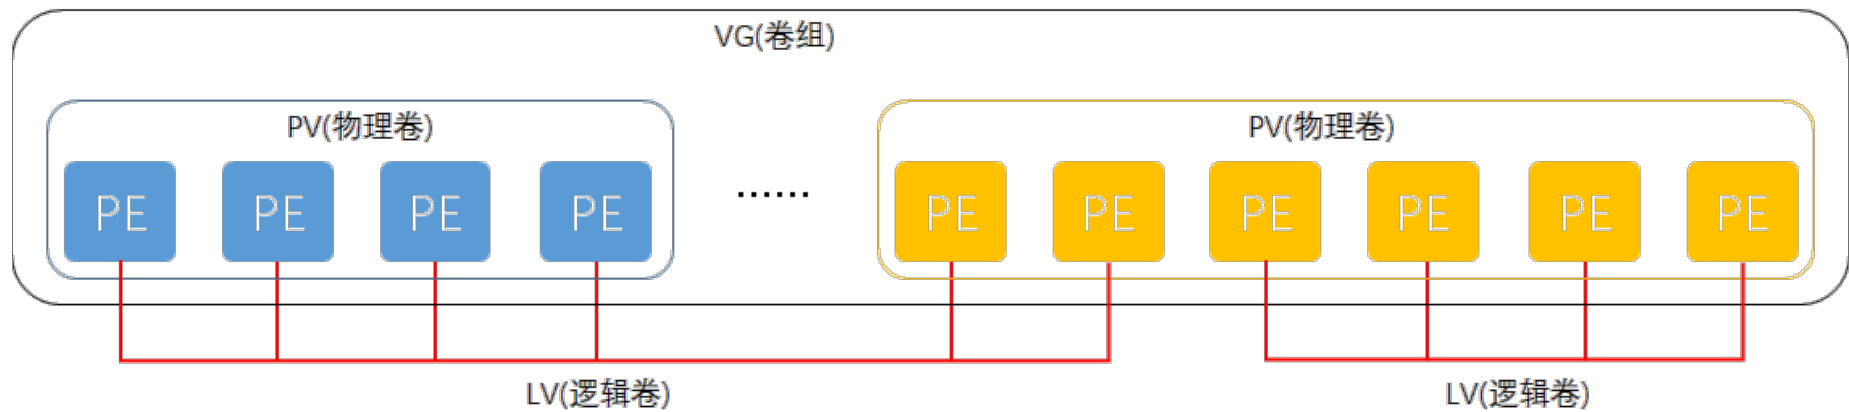 VG(卷组)
PV(物理卷)
PV(物理卷)
PE PE PE PE ...... PE PE PE PE PE PE
LV(逻辑卷)
LV(逻辑卷)